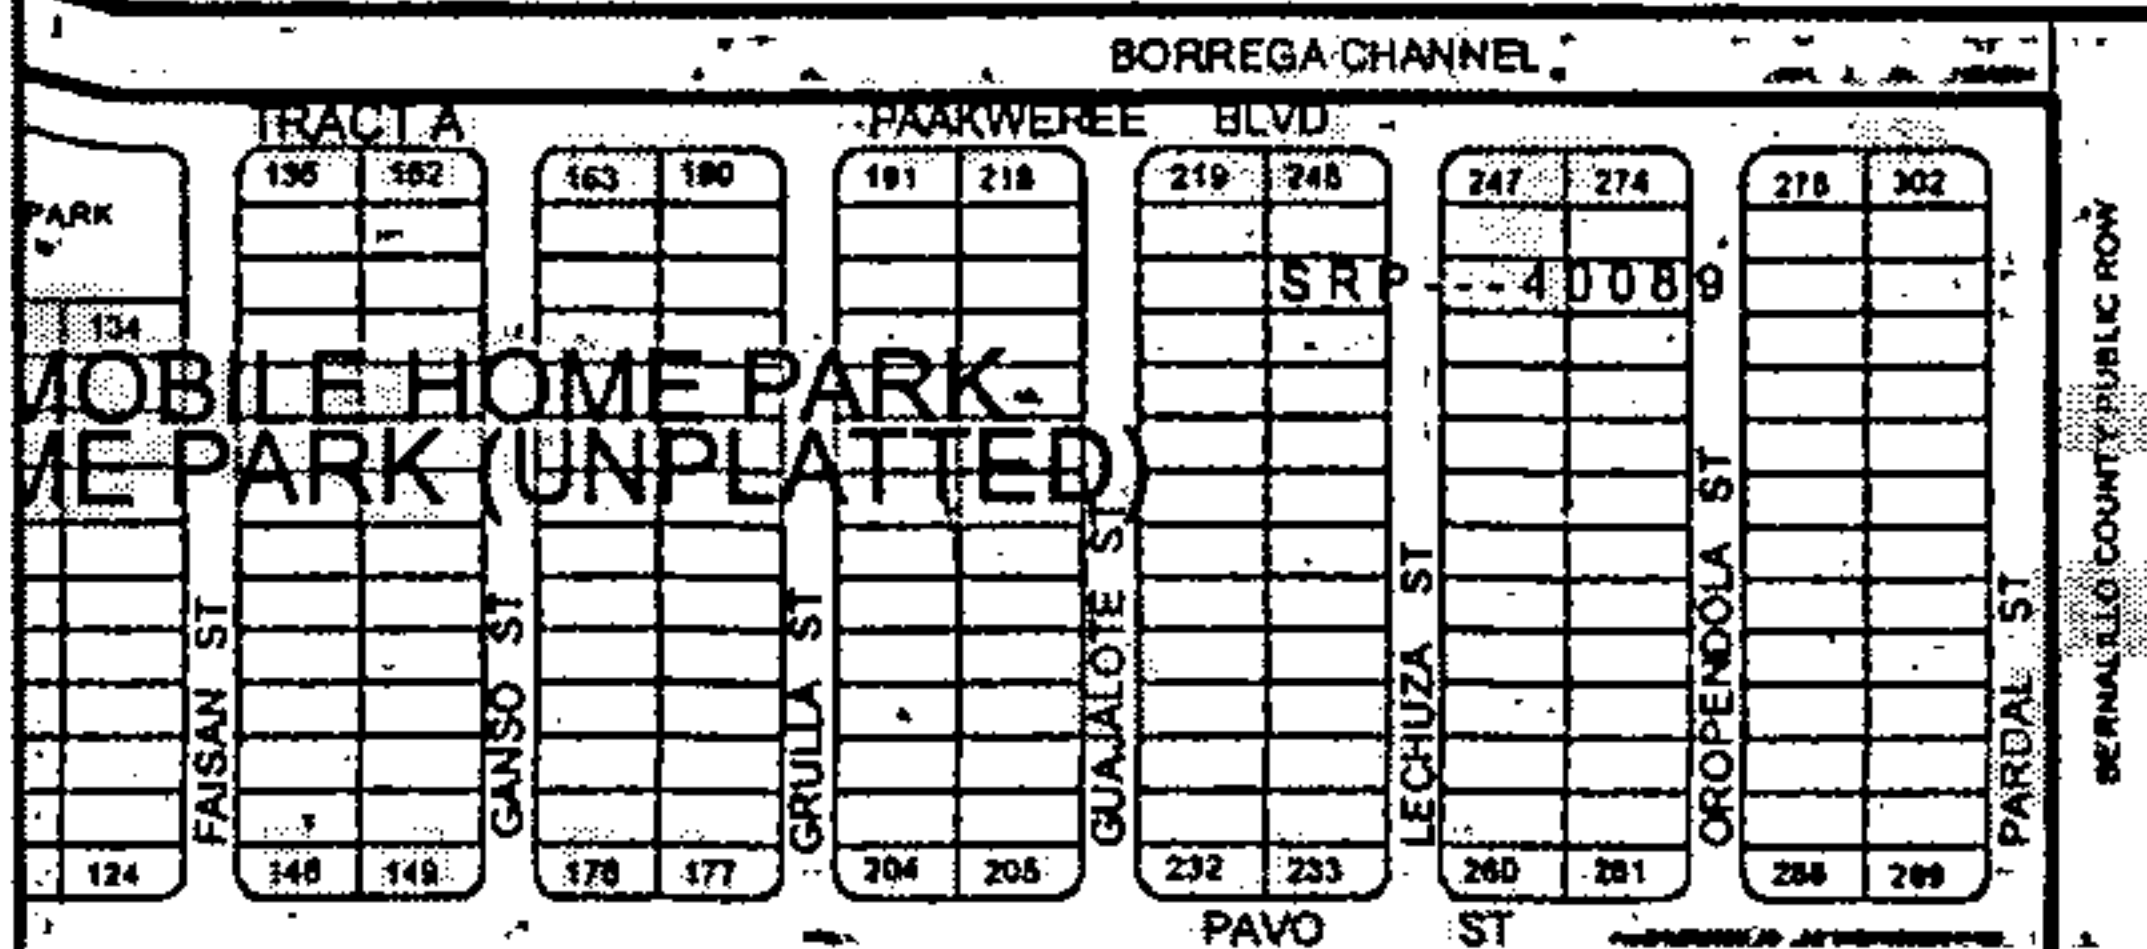 BORREGA CHANNEL
TRACT A PAAKWEREE BLVD
135 162 163 190 191 218 219 246 247 274 275 302
PARK
SRP---40089
134
MOBILE HOME PARK
ME PARK (UNPLATTED)
FAISAN ST
GANSO ST
GRULLA ST
GUAJALOTE ST
LECHUZA ST
OROPENDOLA ST
PARDAL ST
BERNALILLO COUNTY PUBLIC ROW
124 148 149 176 177 204 205 232 233 260 261 288 289
PAVO ST